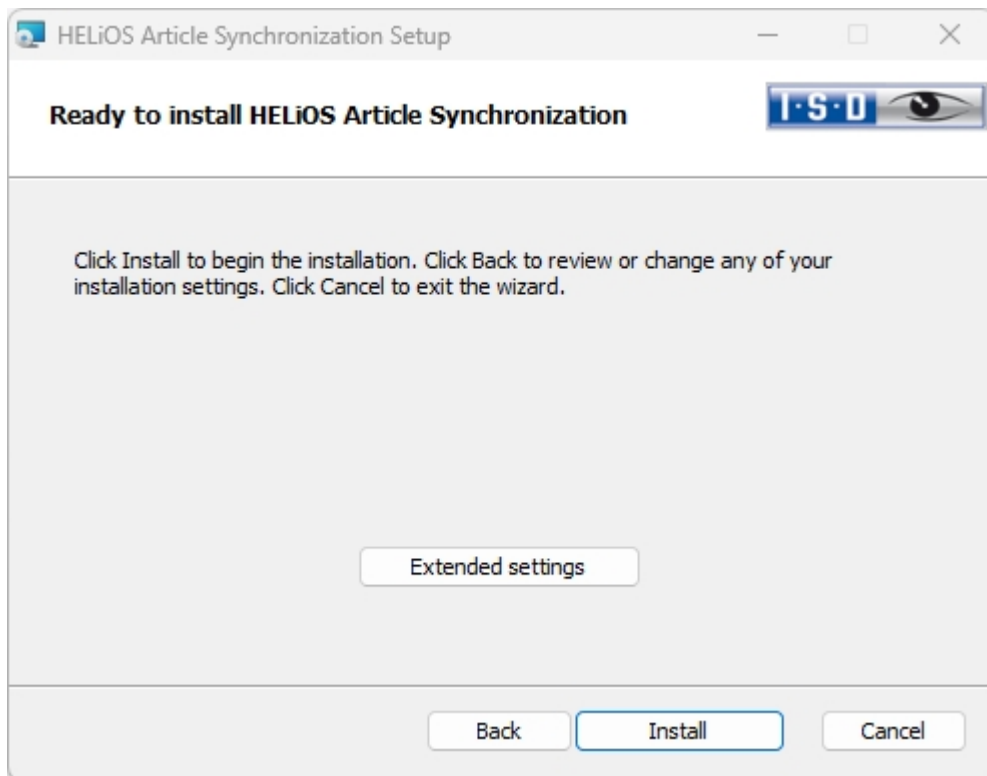 HELiOS Article Synchronization Setup
Ready to install HELiOS Article Synchronization
I·S·D
Click Install to begin the installation. Click Back to review or change any of your
installation settings. Click Cancel to exit the wizard.
Extended settings
Back
Install
Cancel